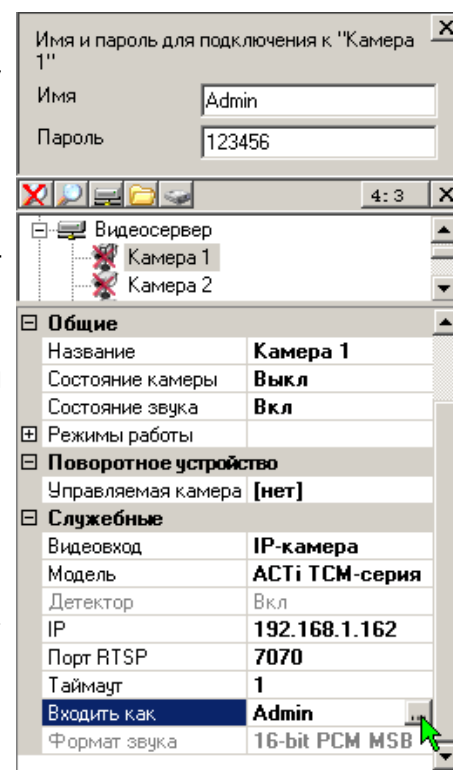 Имя и пароль для подключения к "Камера
1"
Имя Admin
Пароль 123456
4:3
Видеосервер
Камера 1
Камера 2
Общие
Название Камера 1
Состояние камеры Выкл
Состояние звука Вкл
Режимы работы
Поворотное устройство
Управляемая камера [нет]
Служебные
Видеовход IP-камера
Модель ACTi TCM-серия
Детектор Вкл
IP 192.168.1.162
Порт RTSP 7070
Таймаут 1
Входить как Admin ...
Формат звука 16-bit PCM MSB